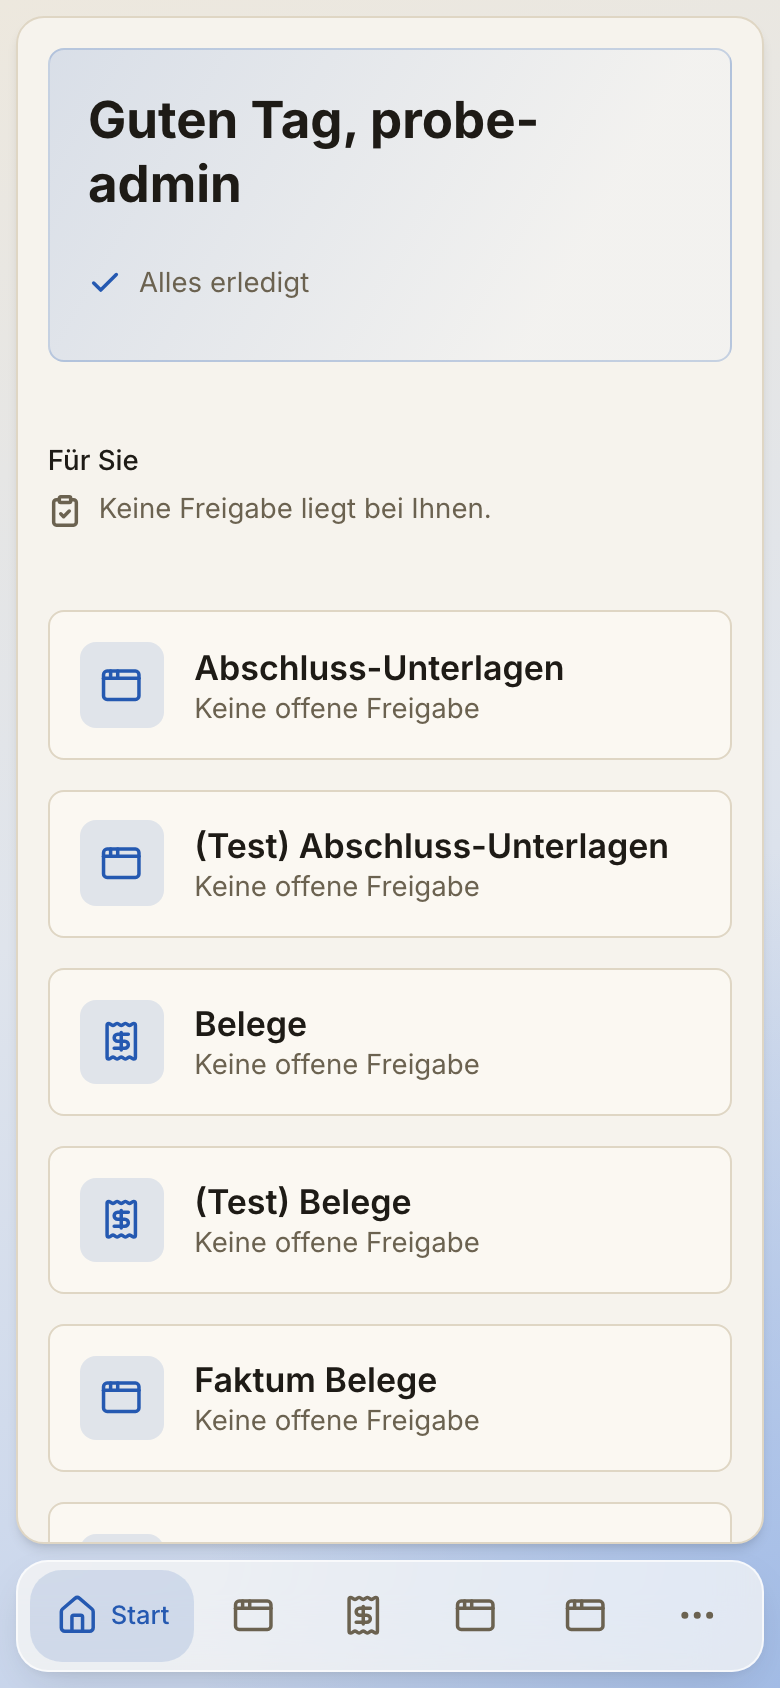 Guten Tag, probe-
admin
Alles erledigt
Für Sie
Keine Freigabe liegt bei Ihnen.
Abschluss-Unterlagen
Keine offene Freigabe
(Test) Abschluss-Unterlagen
Keine offene Freigabe
Belege
Keine offene Freigabe
(Test) Belege
Keine offene Freigabe
Faktum Belege
Keine offene Freigabe
Start